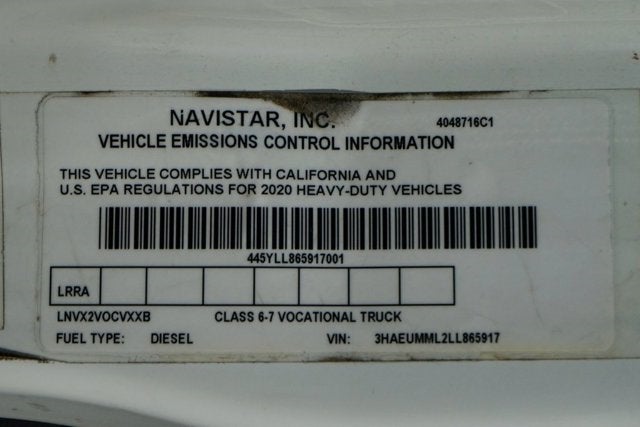 NAVISTAR, INC.
4048716C1
VEHICLE EMISSIONS CONTROL INFORMATION
THIS VEHICLE COMPLIES WITH CALIFORNIA AND
U.S. EPA REGULATIONS FOR 2020 HEAVY-DUTY VEHICLES
445YLL865917001
LRRA
LNVX2VOCVXXB CLASS 6-7 VOCATIONAL TRUCK
FUEL TYPE: DIESEL VIN: 3HAEUMML2LL865917